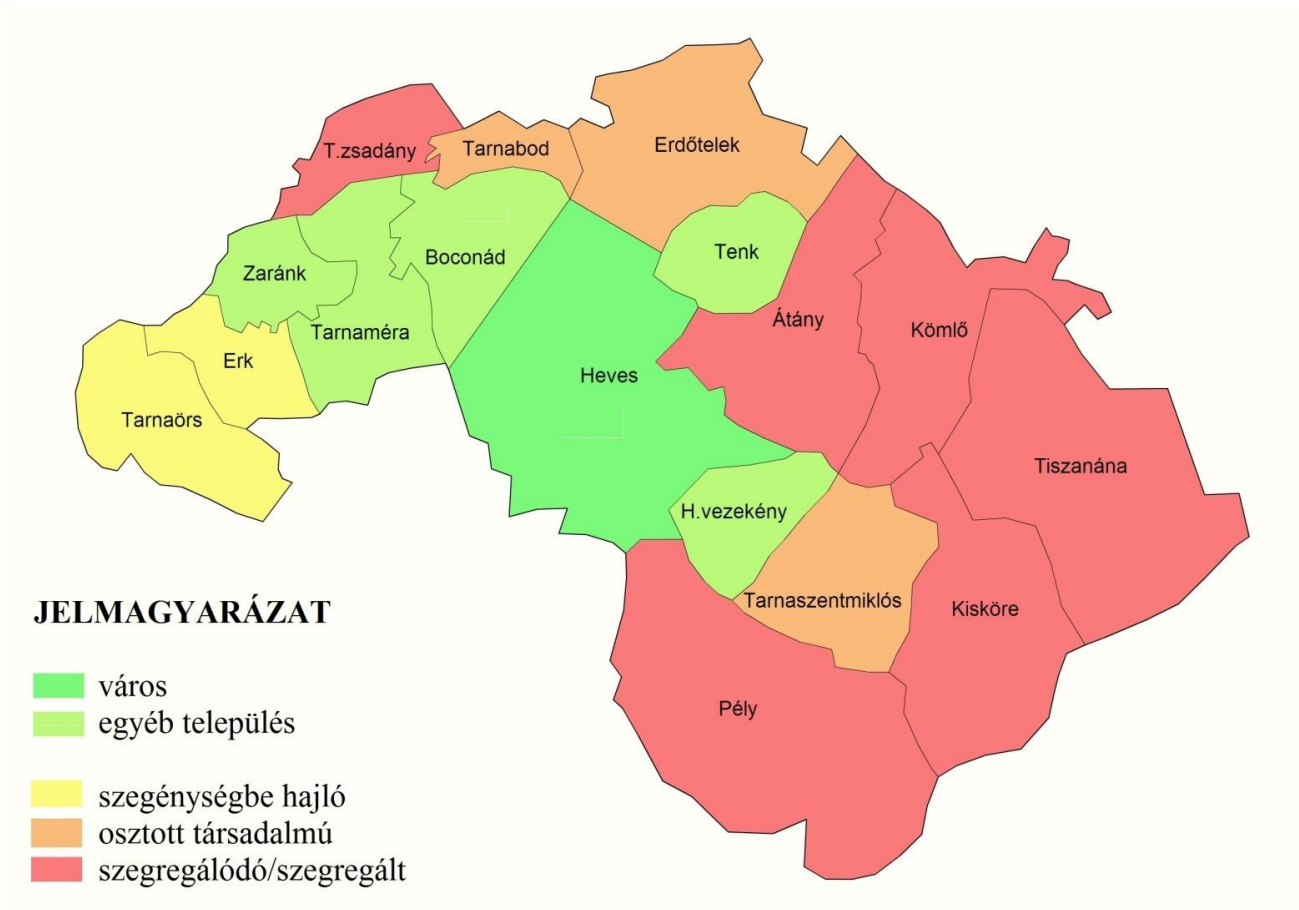 T.zsadány
Tarnabod
Erdőtelek
Zaránk
Boconád
Tenk
Erk
Tarnaméra
Heves
Átány
Kömlő
Tarnaörs
Tiszanána
H.vezekény
Tarnaszentmiklós
Kisköre
Pély
JELMAGYARÁZAT
város
egyéb település
szegénységbe hajló
osztott társadalmú
szegregálódó/szegregált